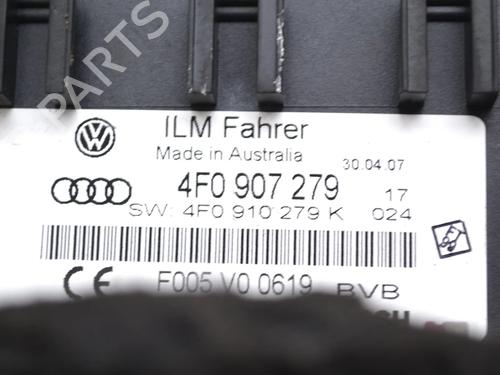 PARTS
ILM Fahrer
Made in Australia 30.04.07
4F0 907 279 17
SW: 4F0 910 279 K 024
F005 V0 0619 BVB